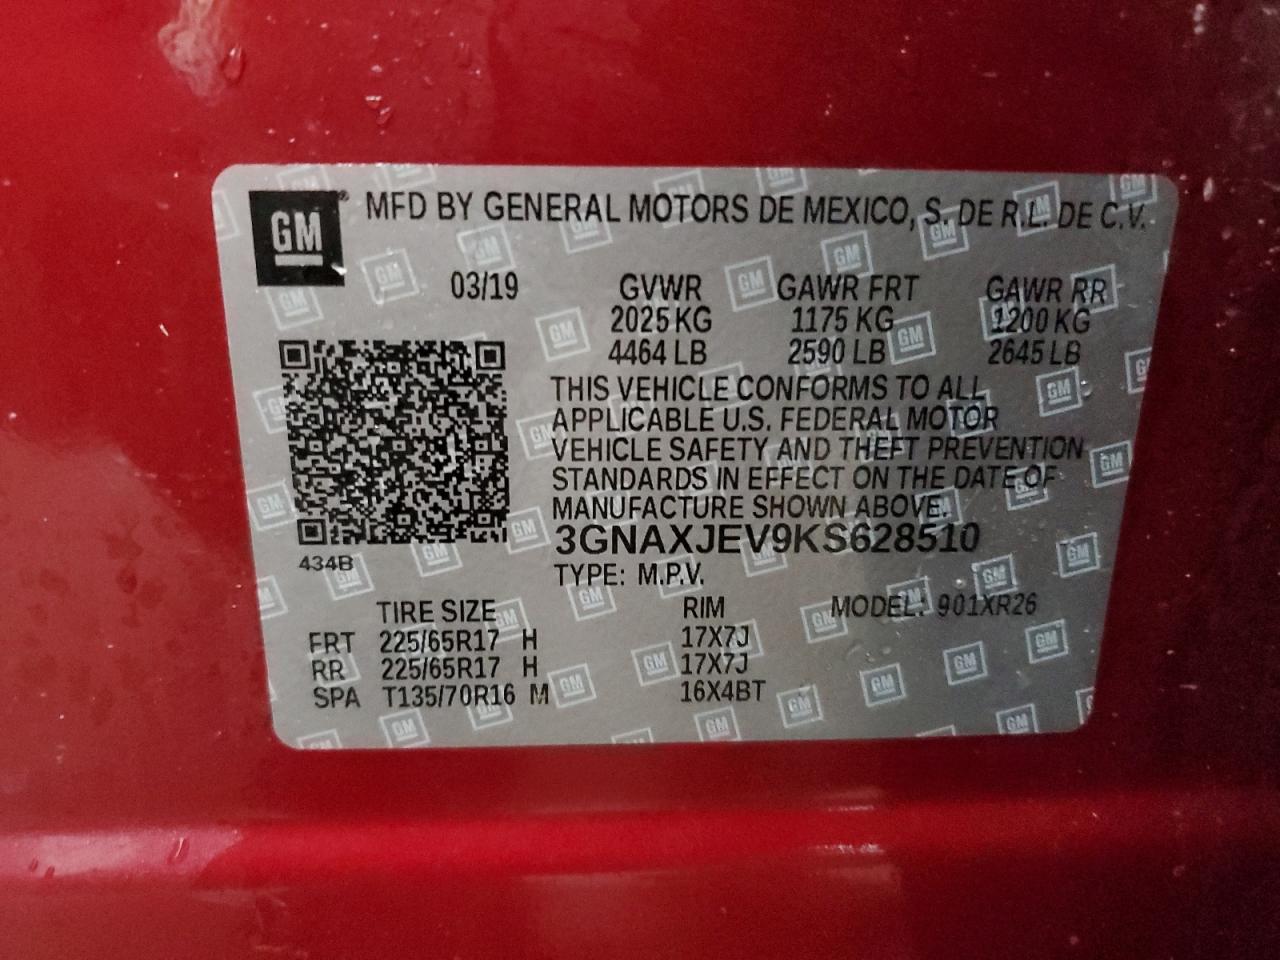 GM ® MFD BY GENERAL MOTORS DE MEXICO, S. DE R.L. DE C.V.
03/19 GVWR GAWR FRT GAWR RR
2025 KG 1175 KG 1200 KG
4464 LB 2590 LB 2645 LB
THIS VEHICLE CONFORMS TO ALL
APPLICABLE U.S. FEDERAL MOTOR
VEHICLE SAFETY AND THEFT PREVENTION
STANDARDS IN EFFECT ON THE DATE OF
MANUFACTURE SHOWN ABOVE.
3GNAXJEV9KS628510
434B
TYPE: M.P.V.
TIRE SIZE RIM MODEL: 901XR26
FRT 225/65R17 H 17X7J
RR 225/65R17 H 17X7J
SPA T135/70R16 M 16X4BT